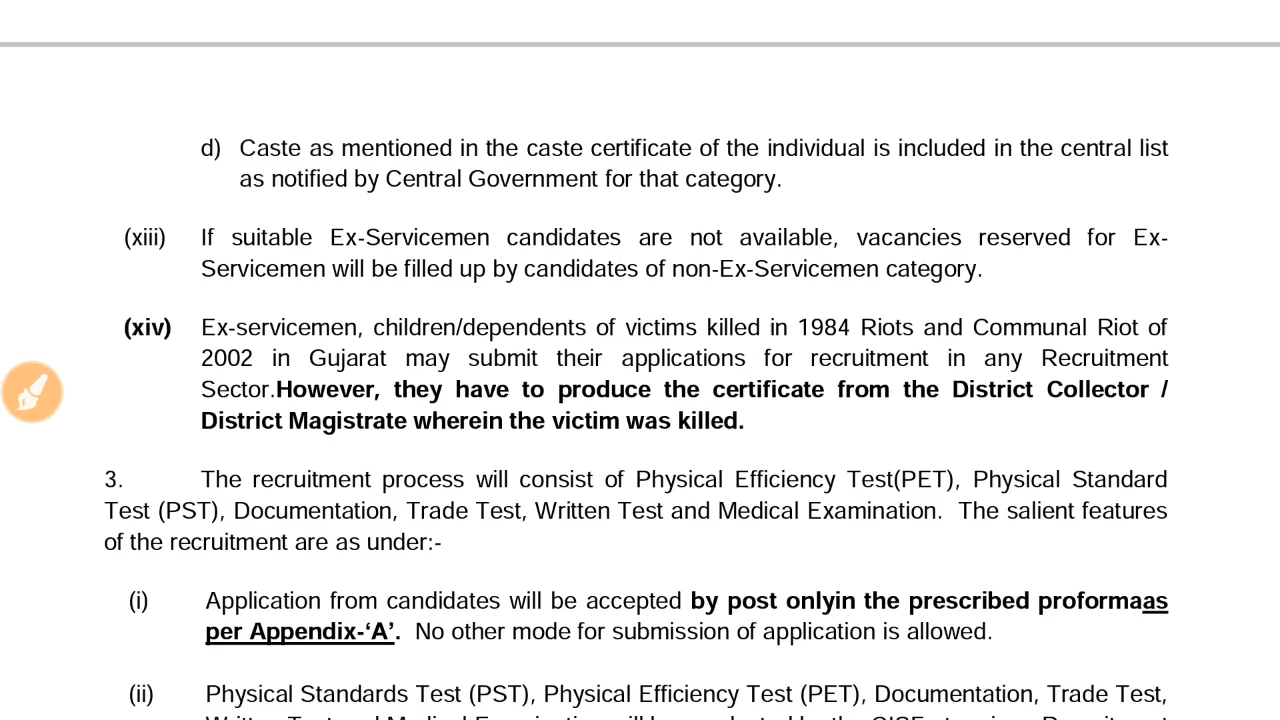 d) Caste as mentioned in the caste certificate of the individual is included in the central list
as notified by Central Government for that category.
(xiii) If suitable Ex-Servicemen candidates are not available, vacancies reserved for Ex-
Servicemen will be filled up by candidates of non-Ex-Servicemen category.
(xiv) Ex-servicemen, children/dependents of victims killed in 1984 Riots and Communal Riot of
2002 in Gujarat may submit their applications for recruitment in any Recruitment
Sector.However, they have to produce the certificate from the District Collector /
District Magistrate wherein the victim was killed.
3. The recruitment process will consist of Physical Efficiency Test(PET), Physical Standard
Test (PST), Documentation, Trade Test, Written Test and Medical Examination. The salient features
of the recruitment are as under:-
(i) Application from candidates will be accepted by post onlyin the prescribed proformaas
per Appendix-‘A’. No other mode for submission of application is allowed.
(ii) Physical Standards Test (PST), Physical Efficiency Test (PET), Documentation, Trade Test,